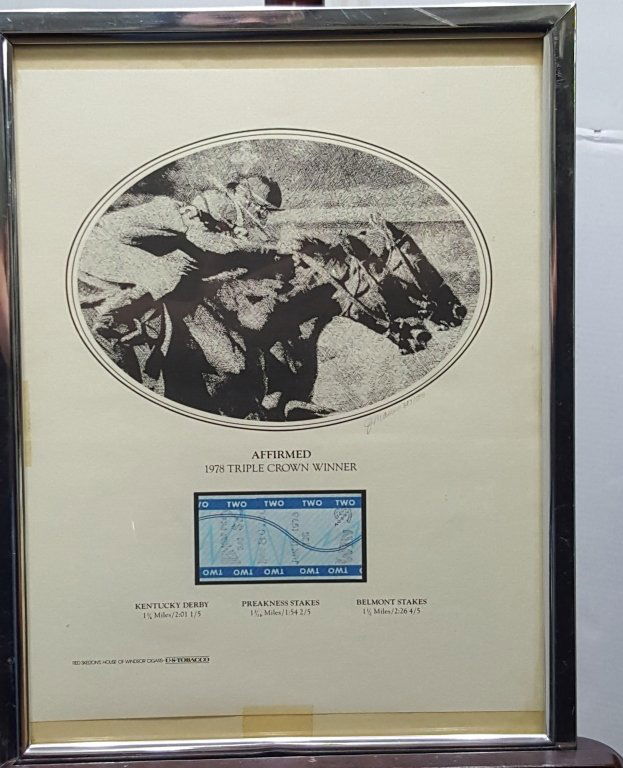 AFFIRMED
1978 TRIPLE CROWN WINNER
TWO TWO TWO TWO
TWO TWO TWO TWO
KENTUCKY DERBY PREAKNESS STAKES BELMONT STAKES
1¼ Miles/2:01 1/5 1 3/16 Miles/1:54 2/5 1½ Miles/2:26 4/5
RED SKELTON'S HOUSE OF WINDSOR CIGARS· U·S·TOBACCO